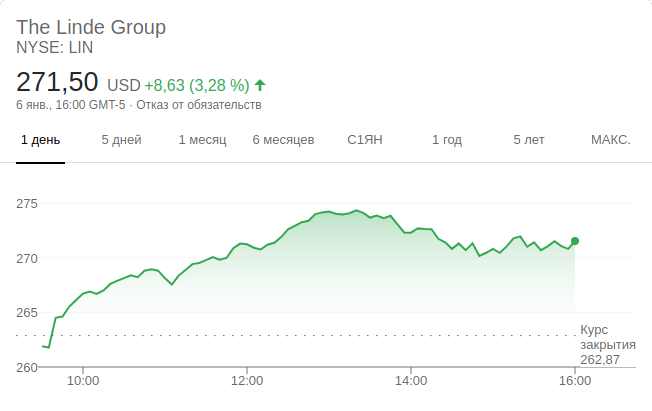 The Linde Group
NYSE: LIN
271,50 USD +8,63 (3,28 %) ↑
6 янв., 16:00 GMT-5 · Отказ от обязательств
1 день 5 дней 1 месяц 6 месяцев С1ЯН 1 год 5 лет МАКС.
275
270
265
260
Курс
закрытия
262,87
10:00 12:00 14:00 16:00